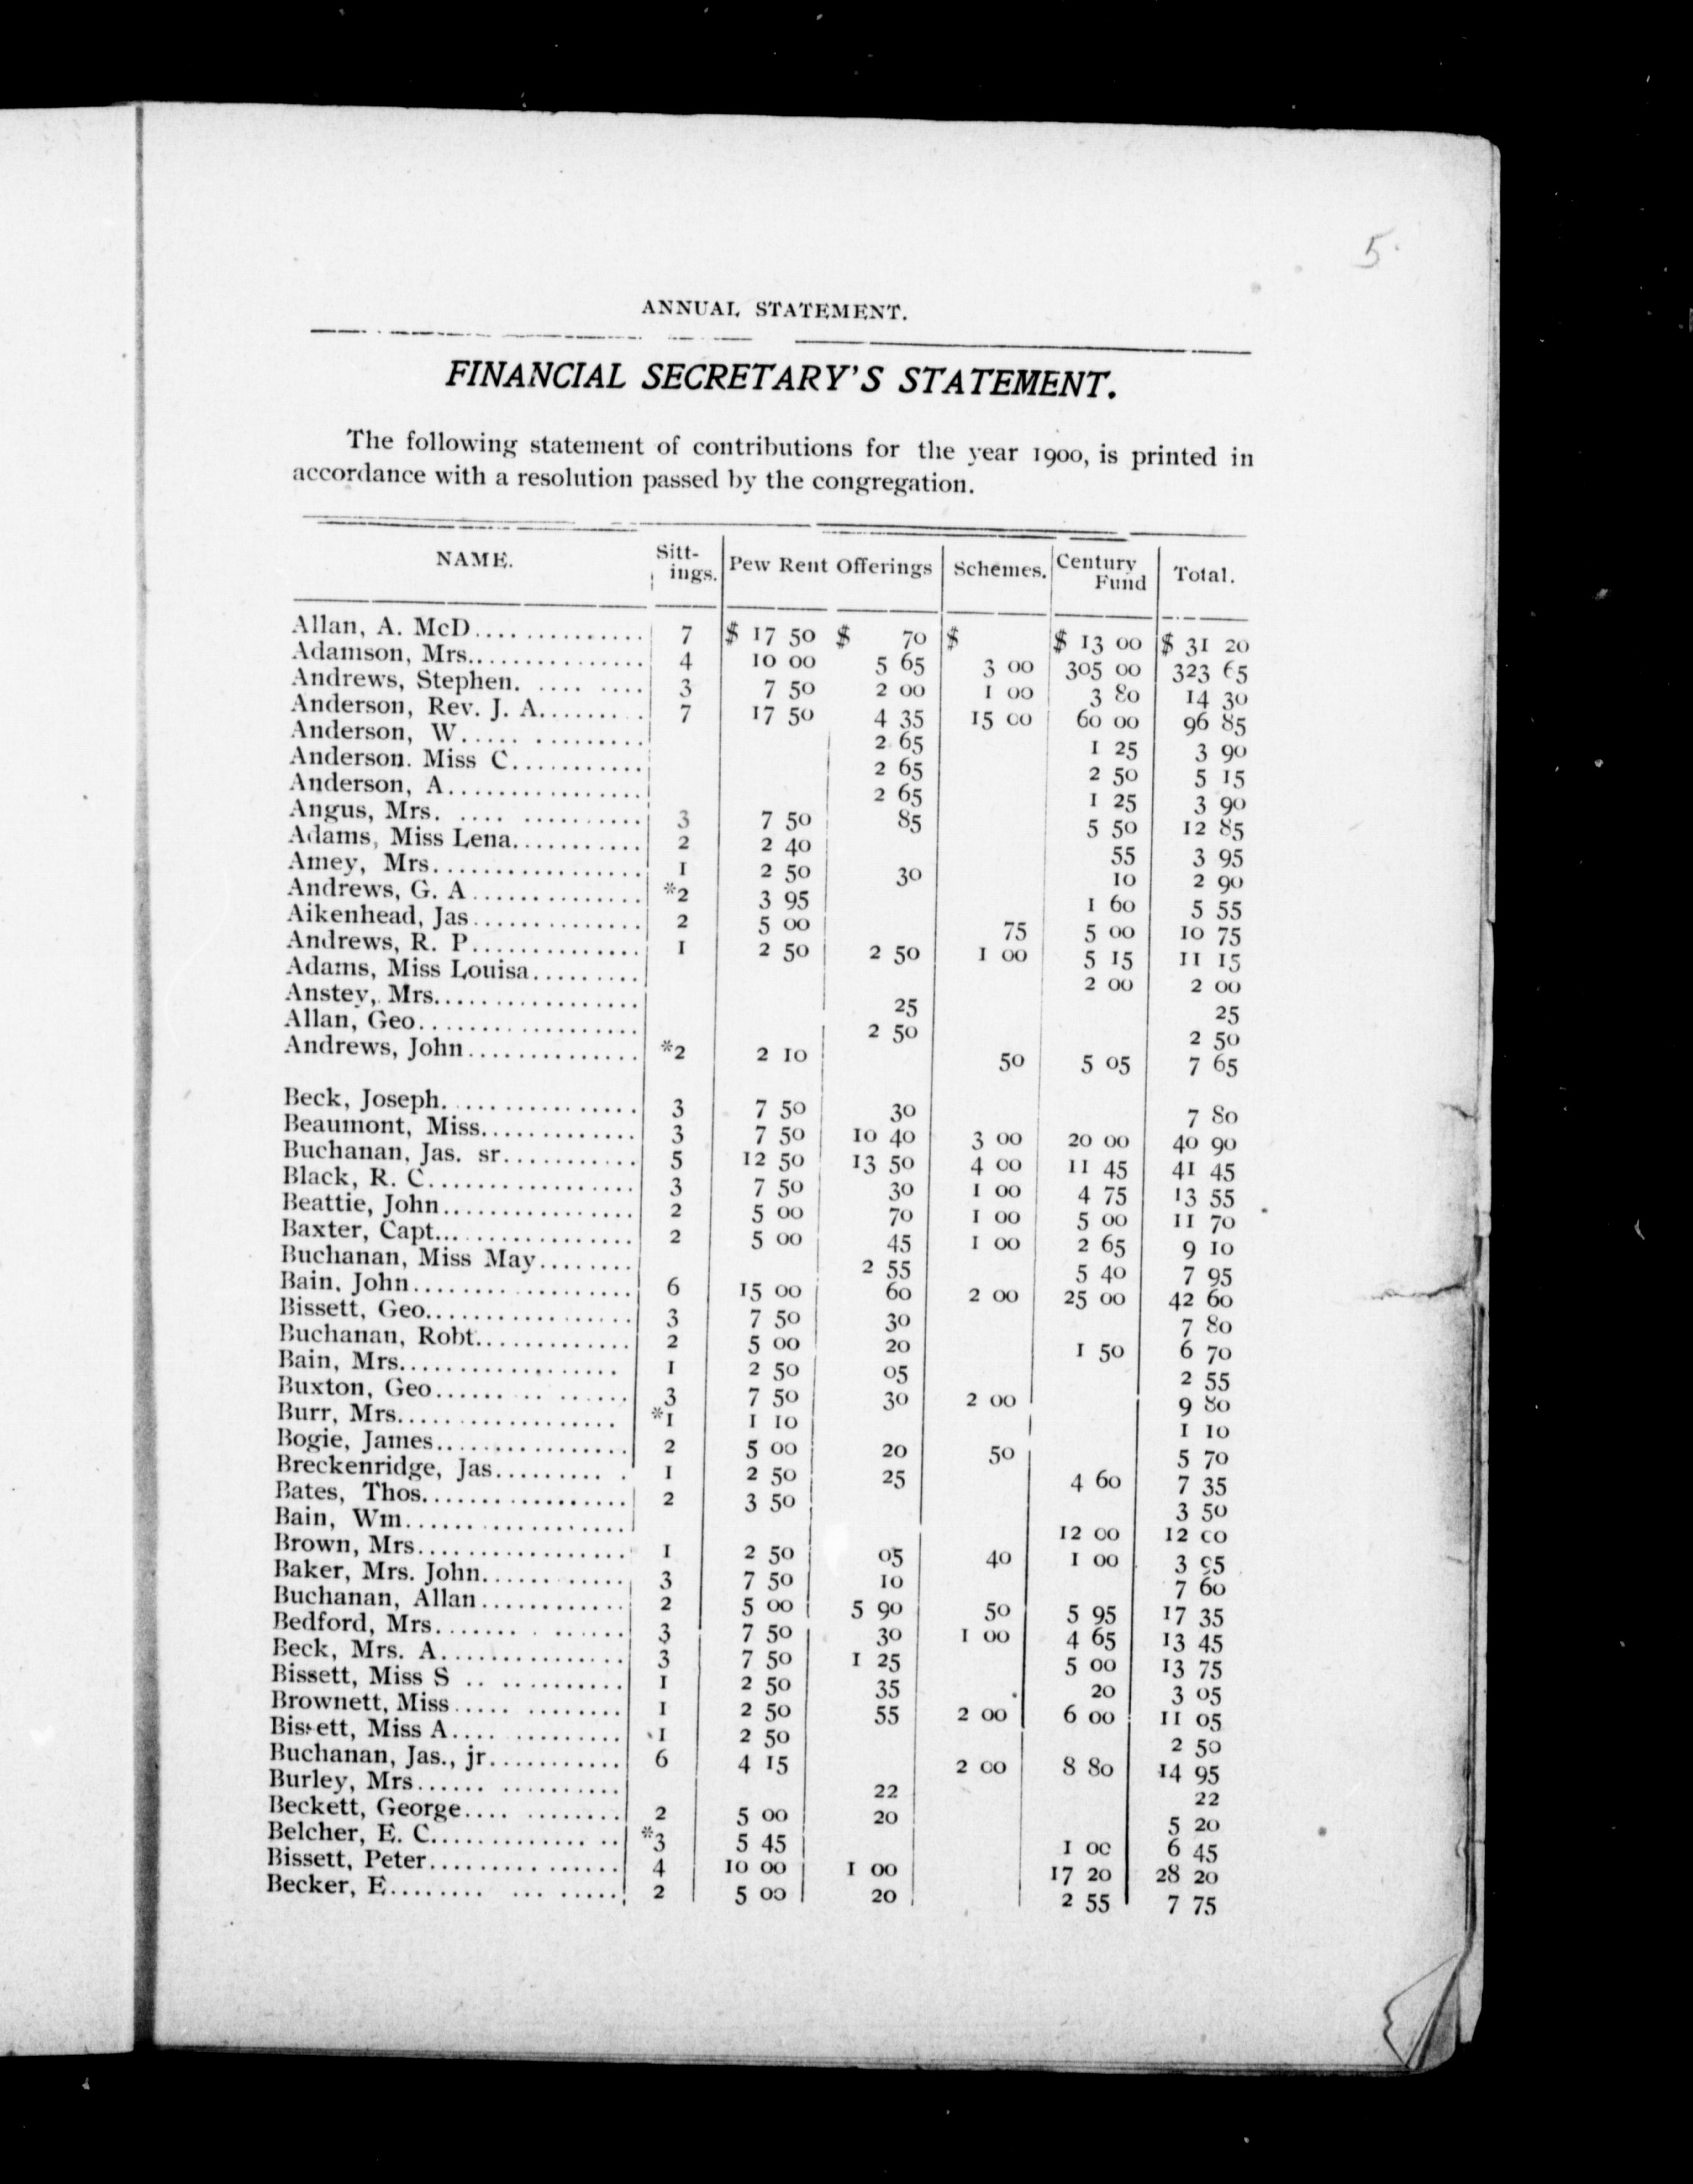 5.
ANNUAL STATEMENT.
FINANCIAL SECRETARY'S STATEMENT.
The following statement of contributions for the year 1900, is printed in
accordance with a resolution passed by the congregation.
NAME. Sitt-ings. Pew Rent Offerings Schemes. Century Fund Total.
Allan, A. McD.............. 7 $ 17 50 $ 70 $ $ 13 00 $ 31 20
Adamson, Mrs................ 4 10 00 5 65 3 00 305 00 323 65
Andrews, Stephen. .... .... 3 7 50 2 00 1 00 3 80 14 30
Anderson, Rev. J. A......... 7 17 50 4 35 15 00 60 00 96 85
Anderson, W..... ......... 2 65 1 25 3 90
Anderson. Miss C........... 2 65 2 50 5 15
Anderson, A................ 2 65 1 25 3 90
Angus, Mrs. .... .......... 3 7 50 85 5 50 12 85
Adams, Miss Lena........... 2 2 40 55 3 95
Amey, Mrs.................. 1 2 50 30 10 2 90
Andrews, G. A.............. *2 3 95 1 60 5 55
Aikenhead, Jas.............. 2 5 00 75 5 00 10 75
Andrews, R. P.............. 1 2 50 2 50 1 00 5 15 11 15
Adams, Miss Louisa......... 2 00 2 00
Anstey, Mrs................. 25 25
Allan, Geo.................. 2 50 2 50
Andrews, John.............. *2 2 10 50 5 05 7 65
Beck, Joseph................ 3 7 50 30 7 80
Beaumont, Miss............. 3 7 50 10 40 3 00 20 00 40 90
Buchanan, Jas. sr........... 5 12 50 13 50 4 00 11 45 41 45
Black, R. C................. 3 7 50 30 1 00 4 75 13 55
Beattie, John................ 2 5 00 70 1 00 5 00 11 70
Baxter, Capt................ 2 5 00 45 1 00 2 65 9 10
Buchanan, Miss May........ 2 55 5 40 7 95
Bain, John........ ......... 6 15 00 60 2 00 25 00 42 60
Bissett, Geo................. 3 7 50 30 7 80
Buchanan, Robt............. 2 5 00 20 1 50 6 70
Bain, Mrs................... 1 2 50 05 2 55
Buxton, Geo....... .. ...... 3 7 50 30 2 00 9 80
Burr, Mrs................... *1 1 10 1 10
Bogie, James................ 2 5 00 20 50 5 70
Breckenridge, Jas......... . 1 2 50 25 4 60 7 35
Bates, Thos................. 2 3 50 3 50
Bain, Wm................... 12 00 12 00
Brown, Mrs................. 1 2 50 05 40 1 00 3 95
Baker, Mrs. John............ 3 7 50 10 7 60
Buchanan, Allan............ 2 5 00 5 90 50 5 95 17 35
Bedford, Mrs....... . ...... 3 7 50 30 1 00 4 65 13 45
Beck, Mrs. A............... 3 7 50 1 25 5 00 13 75
Bissett, Miss S .. .......... 1 2 50 35 20 3 05
Brownett, Miss..... ........ 1 2 50 55 2 00 6 00 11 05
Bissett, Miss A.... ......... 1 2 50 2 50
Buchanan, Jas., jr........... 6 4 15 2 00 8 80 14 95
Burley, Mrs...... .......... 22 22
Beckett, George.... ........ 2 5 00 20 5 20
Belcher, E. C............. .. *3 5 45 1 00 6 45
Bissett, Peter................ 4 10 00 1 00 17 20 28 20
Becker, E........ ... ...... 2 5 00 20 2 55 7 75